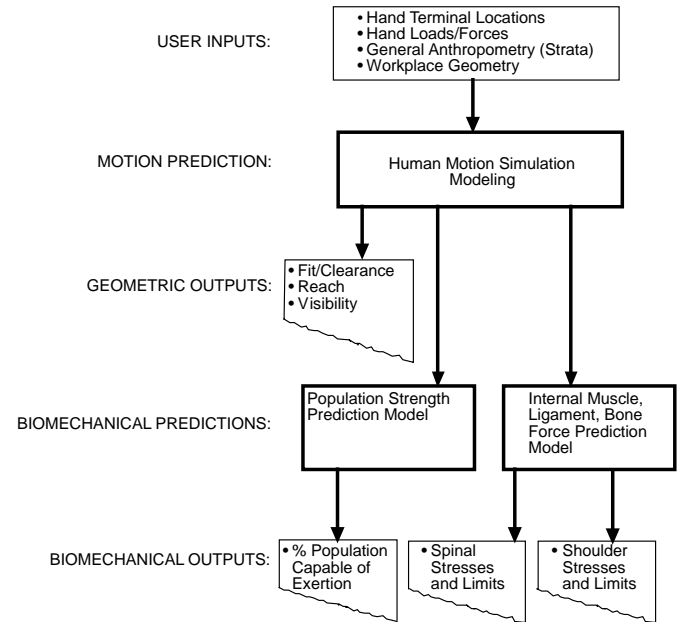 USER INPUTS:
• Hand Terminal Locations
• Hand Loads/Forces
• General Anthropometry (Strata)
• Workplace Geometry
MOTION PREDICTION:
Human Motion Simulation
Modeling
GEOMETRIC OUTPUTS:
• Fit/Clearance
• Reach
• Visibility
BIOMECHANICAL PREDICTIONS:
Population Strength
Prediction Model
Internal Muscle,
Ligament, Bone
Force Prediction
Model
BIOMECHANICAL OUTPUTS:
• % Population
Capable of
Exertion
• Spinal
Stresses
and Limits
• Shoulder
Stresses
and Limits